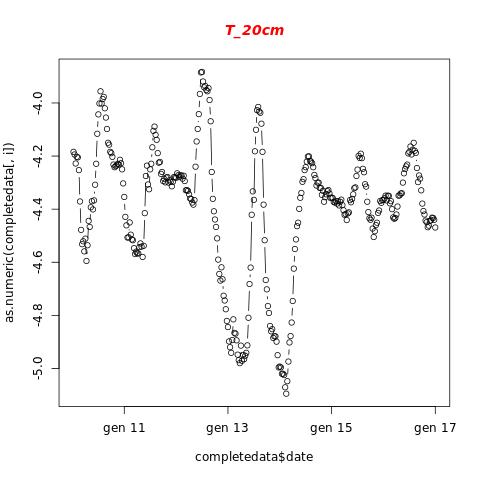 T_20cm
as.numeric(completedata[, i])
-4.0
-4.2
-4.4
-4.6
-4.8
-5.0
gen 11
gen 13
gen 15
gen 17
completedata$date